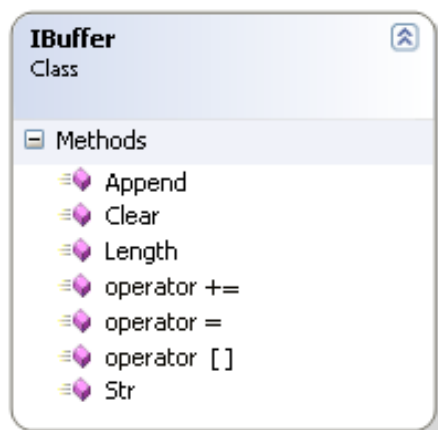 IBuffer
Class
Methods
Append
Clear
Length
operator +=
operator =
operator []
Str